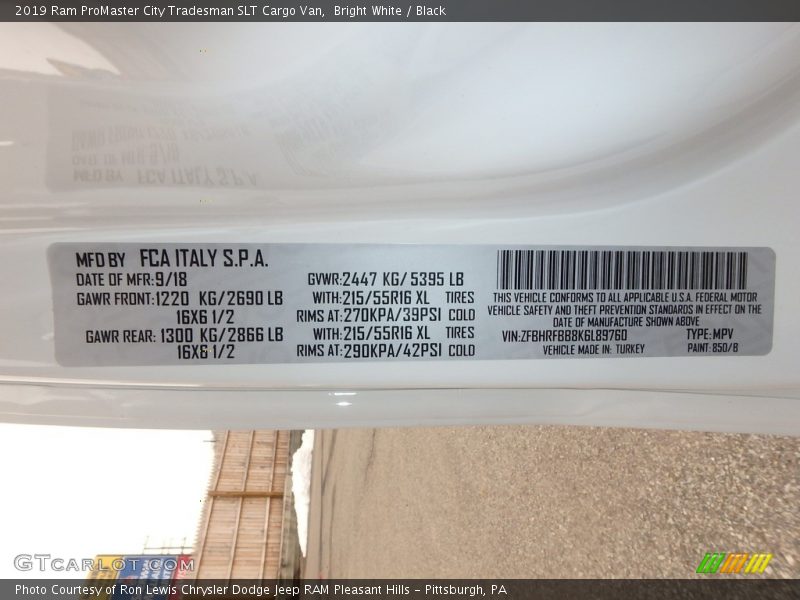 2019 Ram ProMaster City Tradesman SLT Cargo Van,  Bright White / Black
MFD BY FCA ITALY S.P.A.
DATE OF MFR:9/18 GVWR:2447 KG/5395 LB
GAWR FRONT:1220 KG/2690 LB WITH:215/55R16 XL TIRES
16X6 1/2 RIMS AT:270KPA/39PSI COLD
GAWR REAR: 1300 KG/2866 LB WITH:215/55R16 XL TIRES
16X6 1/2 RIMS AT:290KPA/42PSI COLD
THIS VEHICLE CONFORMS TO ALL APPLICABLE U.S.A. FEDERAL MOTOR
VEHICLE SAFETY AND THEFT PREVENTION STANDARDS IN EFFECT ON THE
DATE OF MANUFACTURE SHOWN ABOVE
VIN:ZFBHRFBB8K6L89760 TYPE:MPV
VEHICLE MADE IN: TURKEY PAINT:850/B
GTcarlot.com
Photo Courtesy of Ron Lewis Chrysler Dodge Jeep RAM Pleasant Hills - Pittsburgh, PA